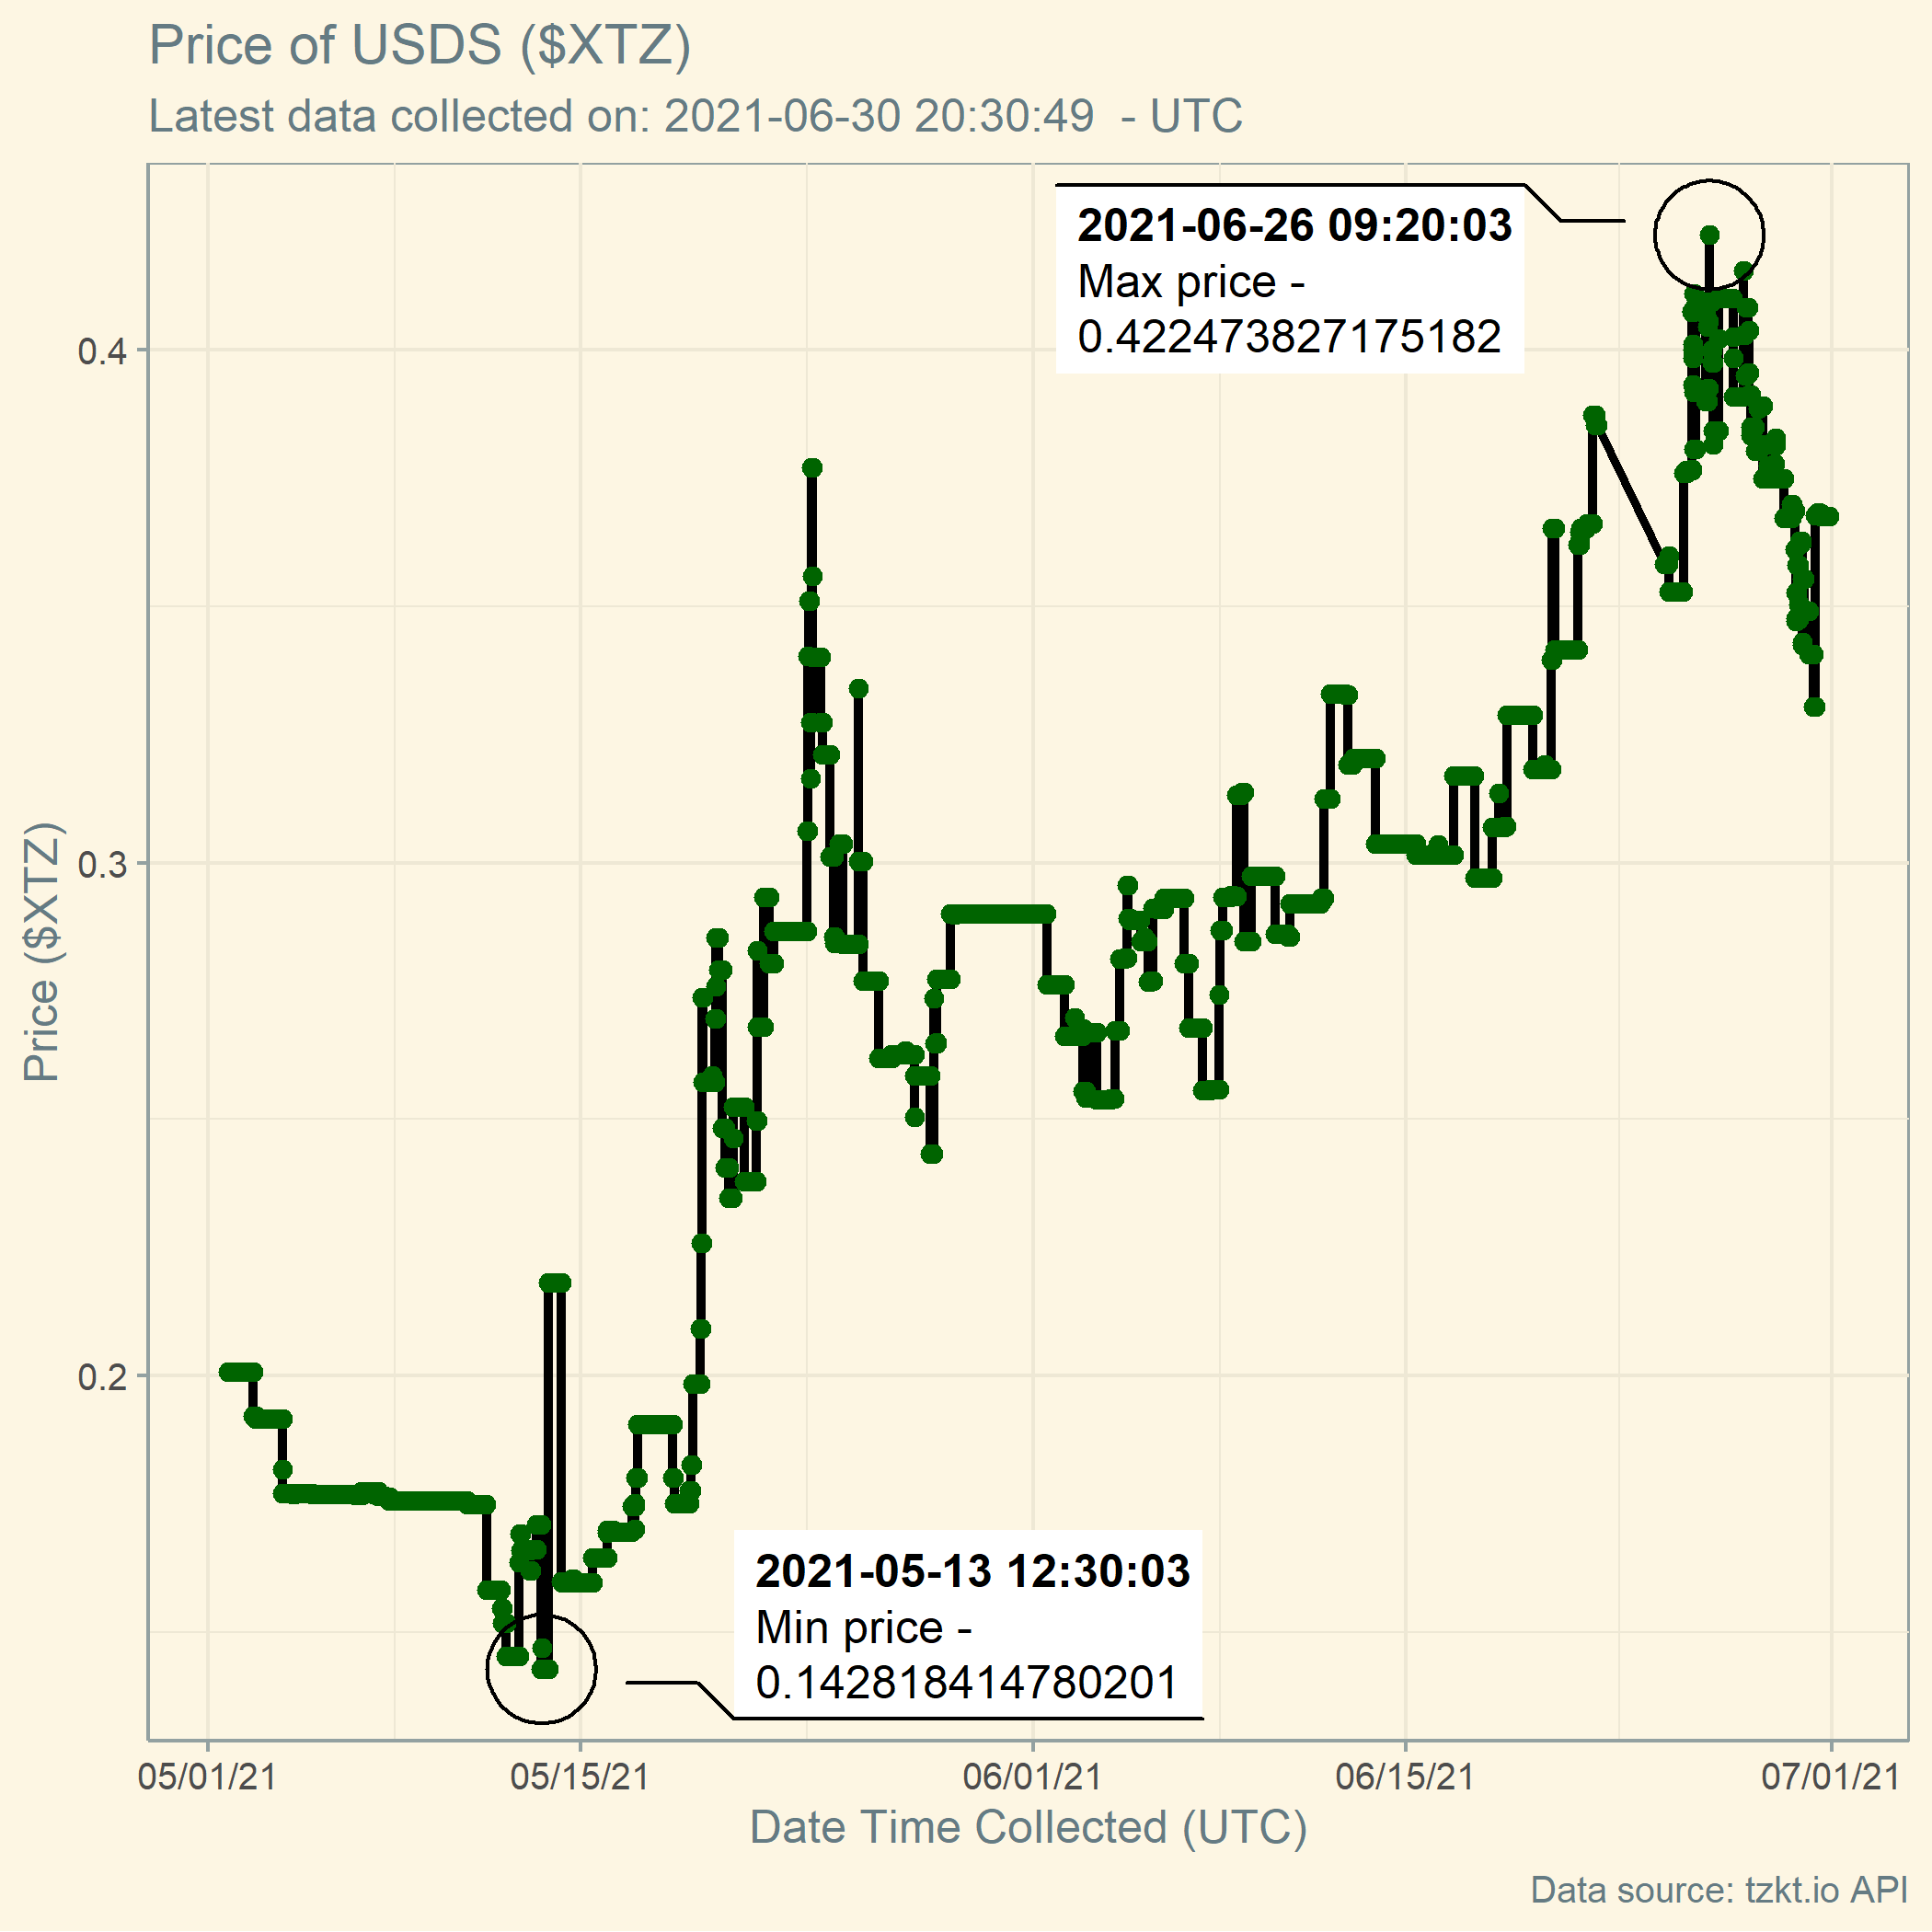 Price of USDS ($XTZ)
Latest data collected on: 2021-06-30 20:30:49  - UTC
2021-06-26 09:20:03
Max price -
0.422473827175182
0.4
0.3
0.2
Price ($XTZ)
2021-05-13 12:30:03
Min price -
0.142818414780201
05/01/21
05/15/21
06/01/21
06/15/21
07/01/21
Date Time Collected (UTC)
Data source: tzkt.io API